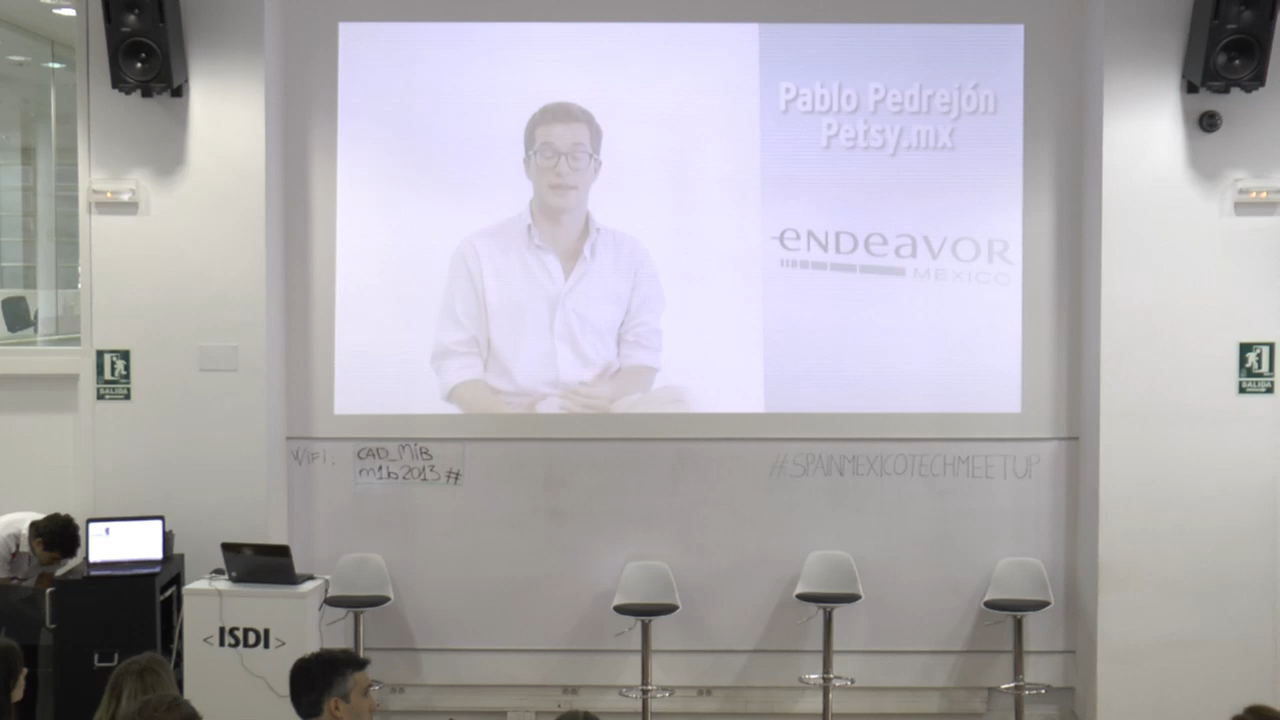 Pablo Pedrejón
Petsy.mx
ENDEAVOR
MEXICO
SALIDA
SALIDA
WIFI:
CAD_MiB
m1b2013#
#SPAINMEXICOTECHMEETUP
<ISDI>